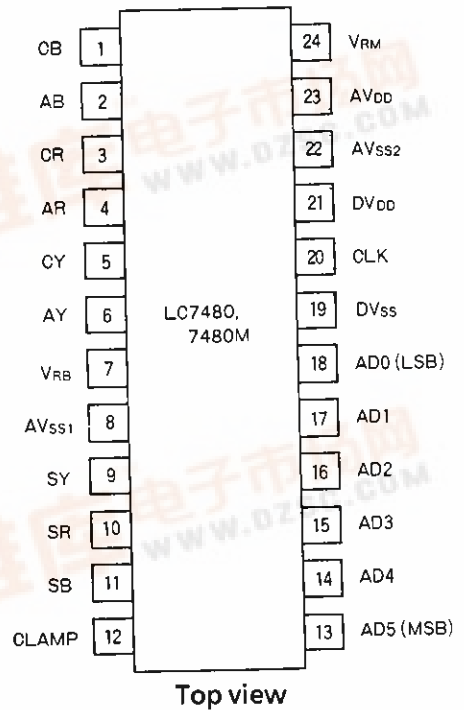 CB 1
AB 2
CR 3
AR 4
CY 5
AY 6
VRB 7
AVSS1 8
SY 9
SR 10
SB 11
CLAMP 12
LC7480,
7480M
24 VRM
23 AVDD
22 AVSS2
21 DVDD
20 CLK
19 DVSS
18 AD0 (LSB)
17 AD1
16 AD2
15 AD3
14 AD4
13 AD5 (MSB)
Top view